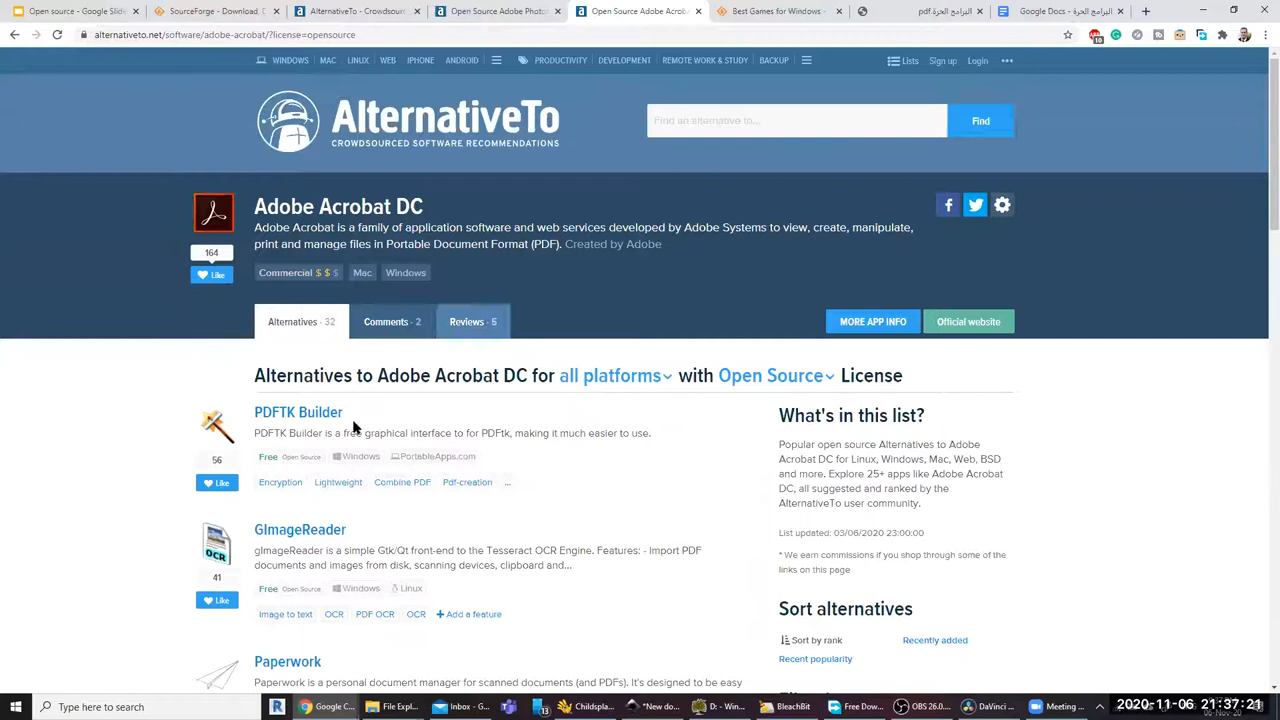 Google Slides
SourceForge - Download, D
AlternativeTo - Crowdsourc
Open Source Adobe Photos
Open Source Adobe Acroba
Best Games for Windows -
البرامج الحرة.pdf
البرامج الحرة - Google Docs
alternativeto.net/software/adobe-acrobat/?license=opensource
WINDOWS MAC LINUX WEB IPHONE ANDROID PRODUCTIVITY DEVELOPMENT REMOTE WORK & STUDY BACKUP Lists Sign up Login
AlternativeTo
CROWDSOURCED SOFTWARE RECOMMENDATIONS
Find an alternative to...
Find
Adobe Acrobat DC
Adobe Acrobat is a family of application software and web services developed by Adobe Systems to view, create, manipulate,
print and manage files in Portable Document Format (PDF). Created by Adobe
164
Like
Commercial $ $ $ Mac Windows
Alternatives · 32 Comments · 2 Reviews · 5
MORE APP INFO Official website
Alternatives to Adobe Acrobat DC for all platforms with Open Source License
PDFTK Builder
PDFTK Builder is a free graphical interface to for PDFtk, making it much easier to use.
56
Free Open Source Windows PortableApps.com
Like
Encryption Lightweight Combine PDF Pdf-creation ...
GImageReader
gImageReader is a simple Gtk/Qt front-end to the Tesseract OCR Engine. Features: - Import PDF
documents and images from disk, scanning devices, clipboard and...
41
Free Open Source Windows Linux
Like
Image to text OCR PDF OCR OCR + Add a feature
Paperwork
Paperwork is a personal document manager for scanned documents (and PDFs). It's designed to be easy
What's in this list?
Popular open source Alternatives to Adobe
Acrobat DC for Linux, Windows, Mac, Web, BSD
and more. Explore 25+ apps like Adobe Acrobat
DC, all suggested and ranked by the
AlternativeTo user community.
List updated: 03/06/2020 23:00:00
* We earn commissions if you shop through some of the
links on this page
Sort alternatives
Sort by rank Recently added
Recent popularity
Type here to search
Google C...
File Expl...
Inbox - G...
13
Childspla...
*New do...
D: - Win...
BleachBit
Free Dow...
OBS 26.0...
DaVinci ...
Meeting ...
2020-11-06 21:37:21